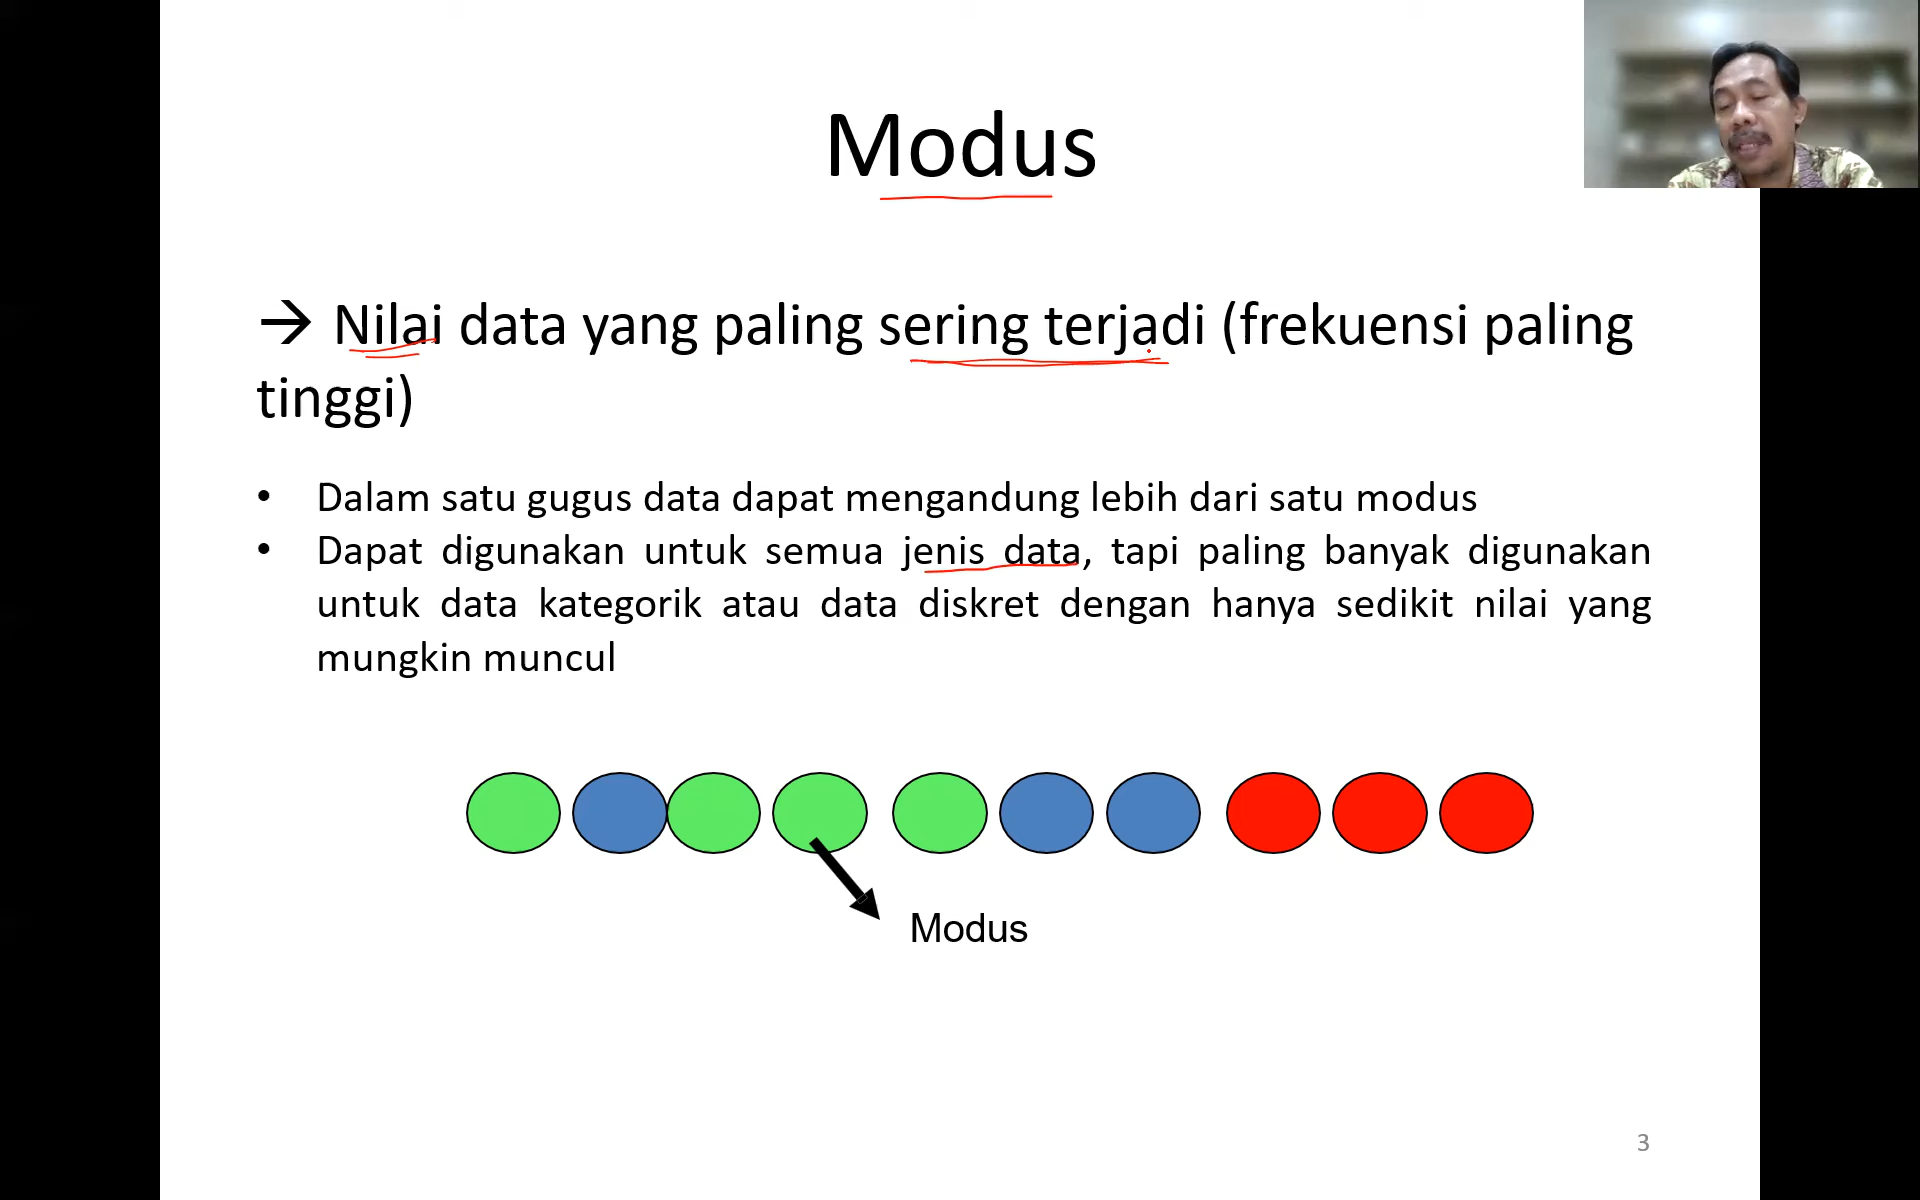 Modus
→ Nilai data yang paling sering terjadi (frekuensi paling
tinggi)
• Dalam satu gugus data dapat mengandung lebih dari satu modus
• Dapat digunakan untuk semua jenis data, tapi paling banyak digunakan
untuk data kategorik atau data diskret dengan hanya sedikit nilai yang
mungkin muncul
Modus
3